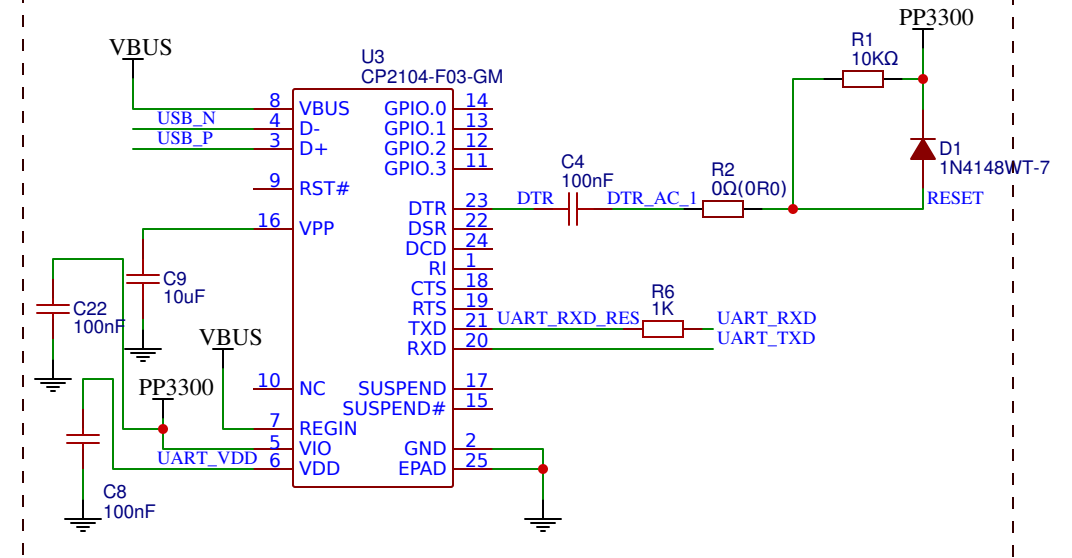 PP3300
R1
10KΩ
VBUS
U3
CP2104-F03-GM
8 VBUS GPIO.0 14
USB_N 4 D- GPIO.1 13
USB_P 3 D+ GPIO.2 12
GPIO.3 11
D1
1N4148WT-7
C4
100nF
R2
0Ω(0R0)
9 RST#
DTR 23 DTR DTR_AC_1 RESET
16 VPP DSR 22
DCD 24
RI 1
C9
10uF
CTS 18
C22
100nF
RTS 19
R6
1K
TXD 21 UART_RXD_RES UART_RXD
VBUS
RXD 20 UART_TXD
PP3300
10 NC SUSPEND 17
SUSPEND# 15
7 REGIN
5 VIO GND 2
UART_VDD 6 VDD EPAD 25
C8
100nF